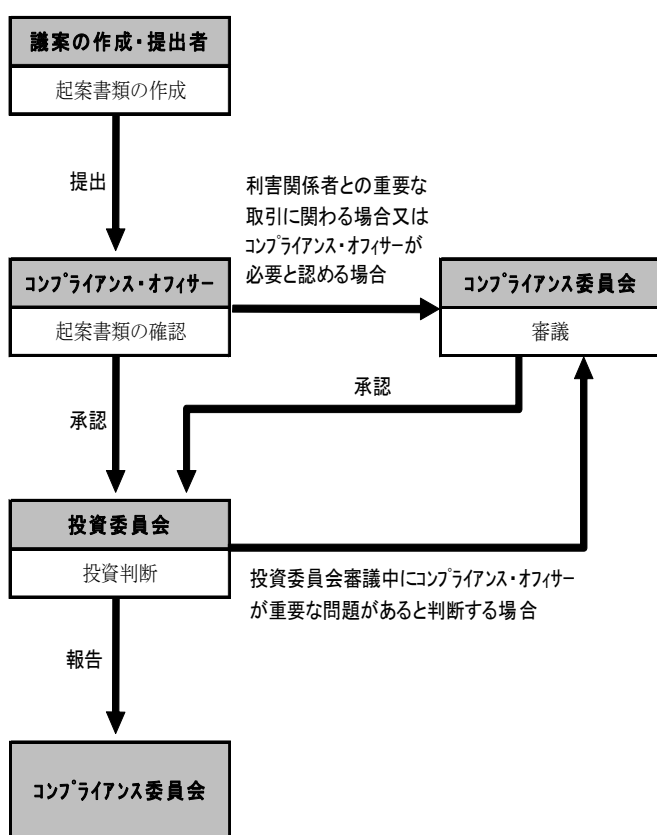 議案の作成・提出者
起案書類の作成
提出
利害関係者との重要な
取引に関わる場合又は
ｺﾝﾌﾟﾗｲｱﾝｽ・ｵﾌｨｻｰが
必要と認める場合
ｺﾝﾌﾟﾗｲｱﾝｽ・ｵﾌｨｻｰ
起案書類の確認
ｺﾝﾌﾟﾗｲｱﾝｽ委員会
審議
承認
承認
投資委員会
投資判断
投資委員会審議中にｺﾝﾌﾟﾗｲｱﾝｽ・ｵﾌｨｻｰ
が重要な問題があると判断する場合
報告
ｺﾝﾌﾟﾗｲｱﾝｽ委員会